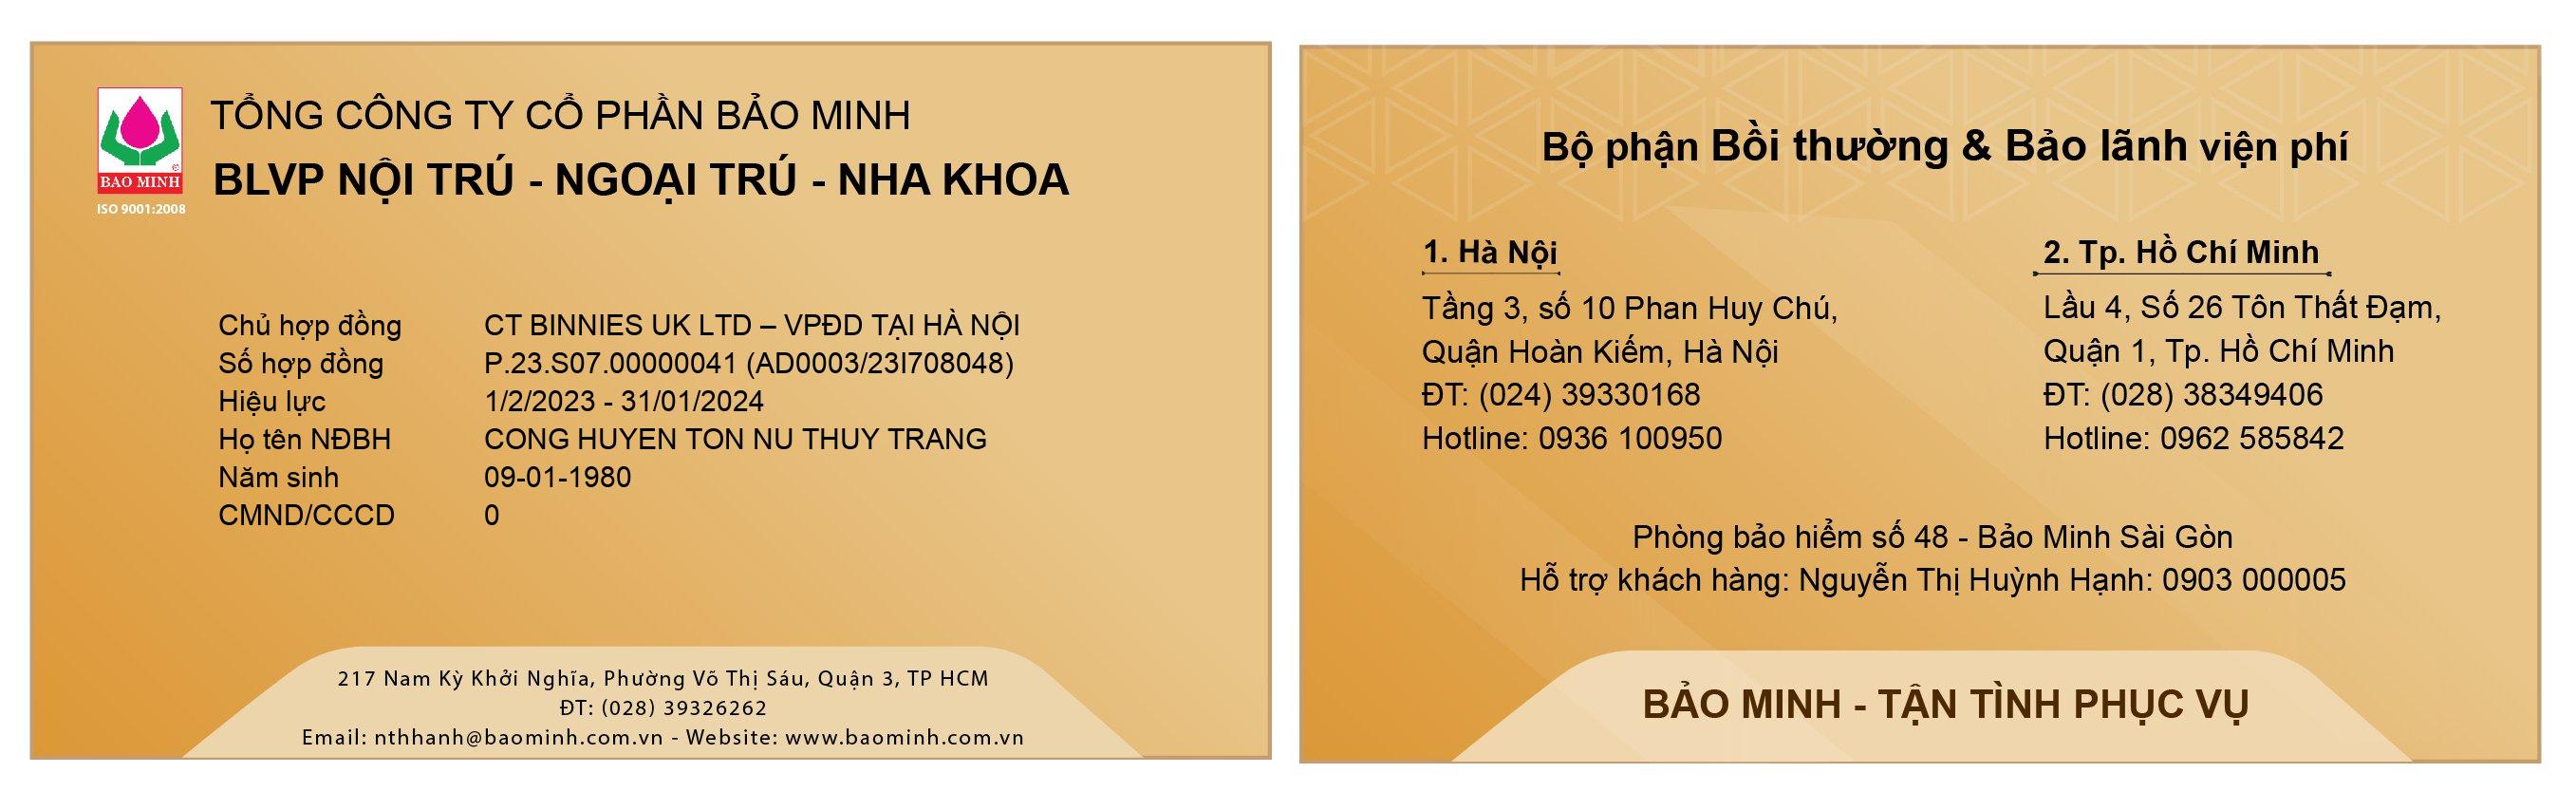 BAO MINH
ISO 9001:2008
TỔNG CÔNG TY CỔ PHẦN BẢO MINH
BLVP NỘI TRÚ - NGOẠI TRÚ - NHA KHOA
Chủ hợp đồng CT BINNIES UK LTD – VPĐD TẠI HÀ NỘI
Số hợp đồng P.23.S07.00000041 (AD0003/23I708048)
Hiệu lực 1/2/2023 - 31/01/2024
Họ tên NĐBH CONG HUYEN TON NU THUY TRANG
Năm sinh 09-01-1980
CMND/CCCD 0
217 Nam Kỳ Khởi Nghĩa, Phường Võ Thị Sáu, Quận 3, TP HCM
ĐT: (028) 39326262
Email: nthhanh@baominh.com.vn - Website: www.baominh.com.vn
Bộ phận Bồi thường & Bảo lãnh viện phí
1. Hà Nội
Tầng 3, số 10 Phan Huy Chú,
Quận Hoàn Kiếm, Hà Nội
ĐT: (024) 39330168
Hotline: 0936 100950
2. Tp. Hồ Chí Minh
Lầu 4, Số 26 Tôn Thất Đạm,
Quận 1, Tp. Hồ Chí Minh
ĐT: (028) 38349406
Hotline: 0962 585842
Phòng bảo hiểm số 48 - Bảo Minh Sài Gòn
Hỗ trợ khách hàng: Nguyễn Thị Huỳnh Hạnh: 0903 000005
BẢO MINH - TẬN TÌNH PHỤC VỤ